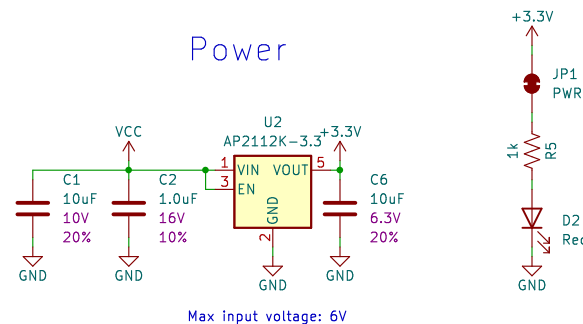 Power
VCC
U2
AP2112K-3.3
+3.3V
1
VIN
VOUT
5
3
EN
GND
2
C1
10uF
10V
20%
C2
1.0uF
16V
10%
C6
10uF
6.3V
20%
GND
GND
GND
GND
Max input voltage: 6V
+3.3V
JP1
PWR
1k
R5
D2
GND